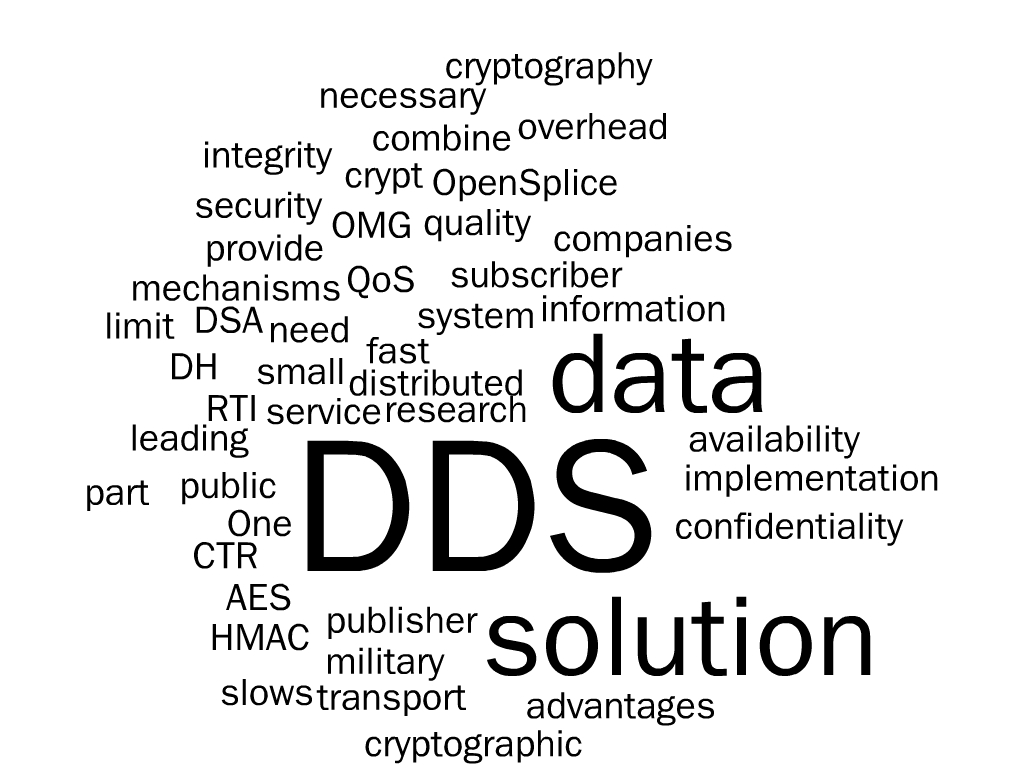 cryptography
necessary
combine overhead
integrity
crypt OpenSplice
security
OMG quality
provide companies
mechanisms QoS subscriber
limit DSA need system information
fast
DH small distributed data
RTI service research
leading availability
part public DDS implementation
One confidentiality
CTR
AES
HMAC publisher solution
military
slows transport advantages
cryptographic